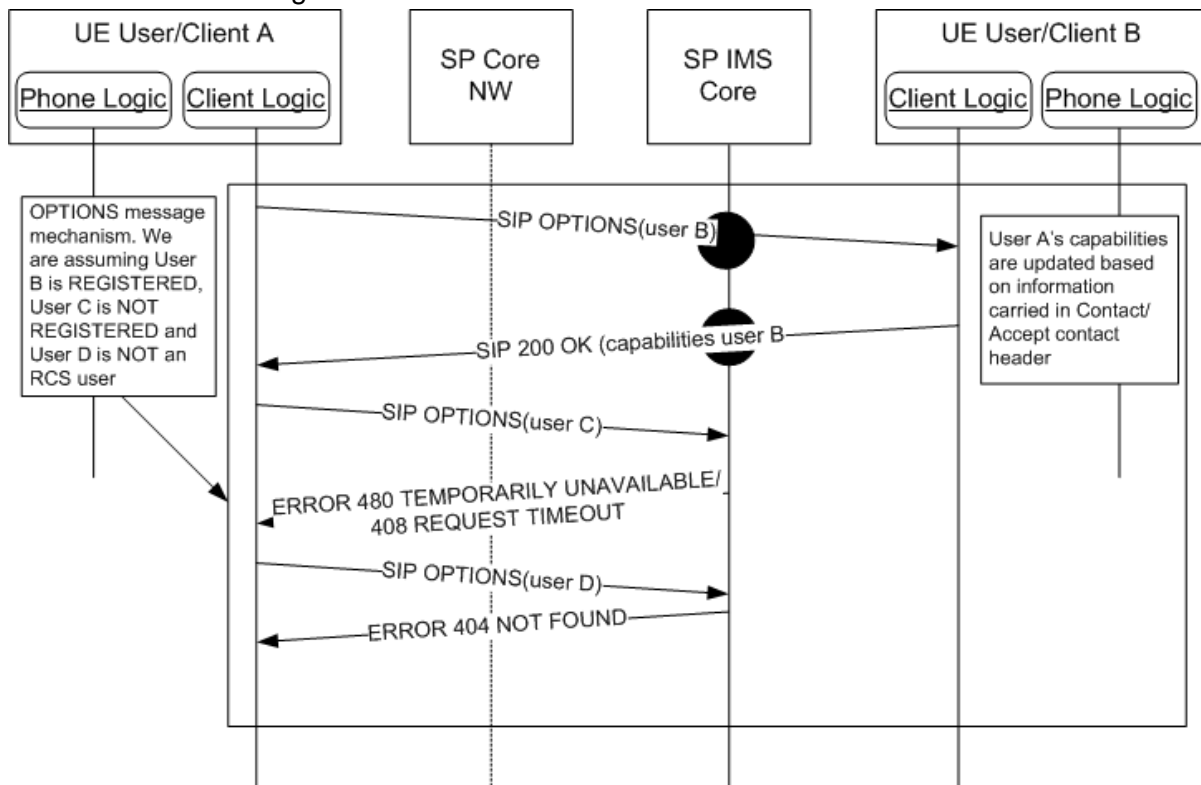 UE User/Client A
Phone Logic
Client Logic
SP Core
NW
SP IMS
Core
UE User/Client B
Client Logic
Phone Logic
OPTIONS message
mechanism. We
are assuming User
B is REGISTERED,
User C is NOT
REGISTERED and
User D is NOT an
RCS user
SIP OPTIONS(user B)
User A's capabilities
are updated based
on information
carried in Contact/
Accept contact
header
SIP 200 OK (capabilities user B
SIP OPTIONS(user C)
ERROR 480 TEMPORARILY UNAVAILABLE/
408 REQUEST TIMEOUT
SIP OPTIONS(user D)
ERROR 404 NOT FOUND